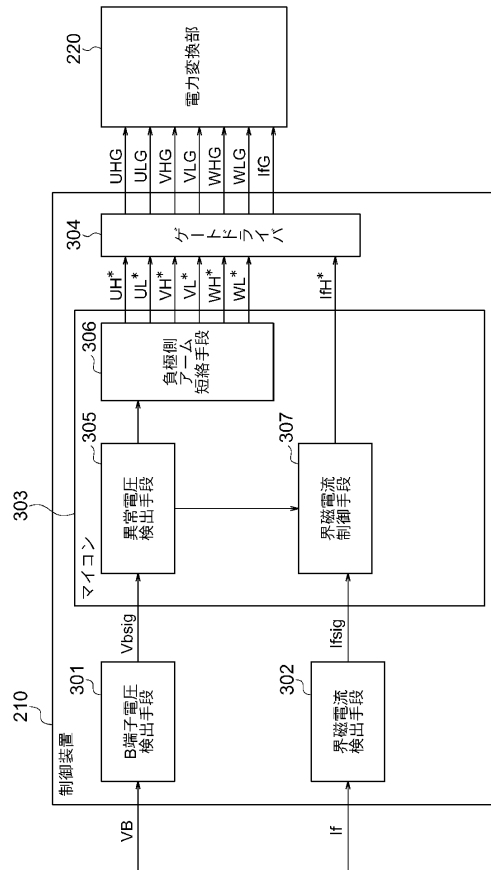 210
制御装置
VB
If
301
B端子電圧
検出手段
302
界磁電流
検出手段
Vbsig
Ifsig
303
マイコン
305
異常電圧
検出手段
307
界磁電流
制御手段
306
負極側
アーム
短絡手段
UH*
UL*
VH*
VL*
WH*
WL*
IfH*
304
ゲートドライバ
UHG
ULG
VHG
VLG
WHG
WLG
IfG
220
電力変換部